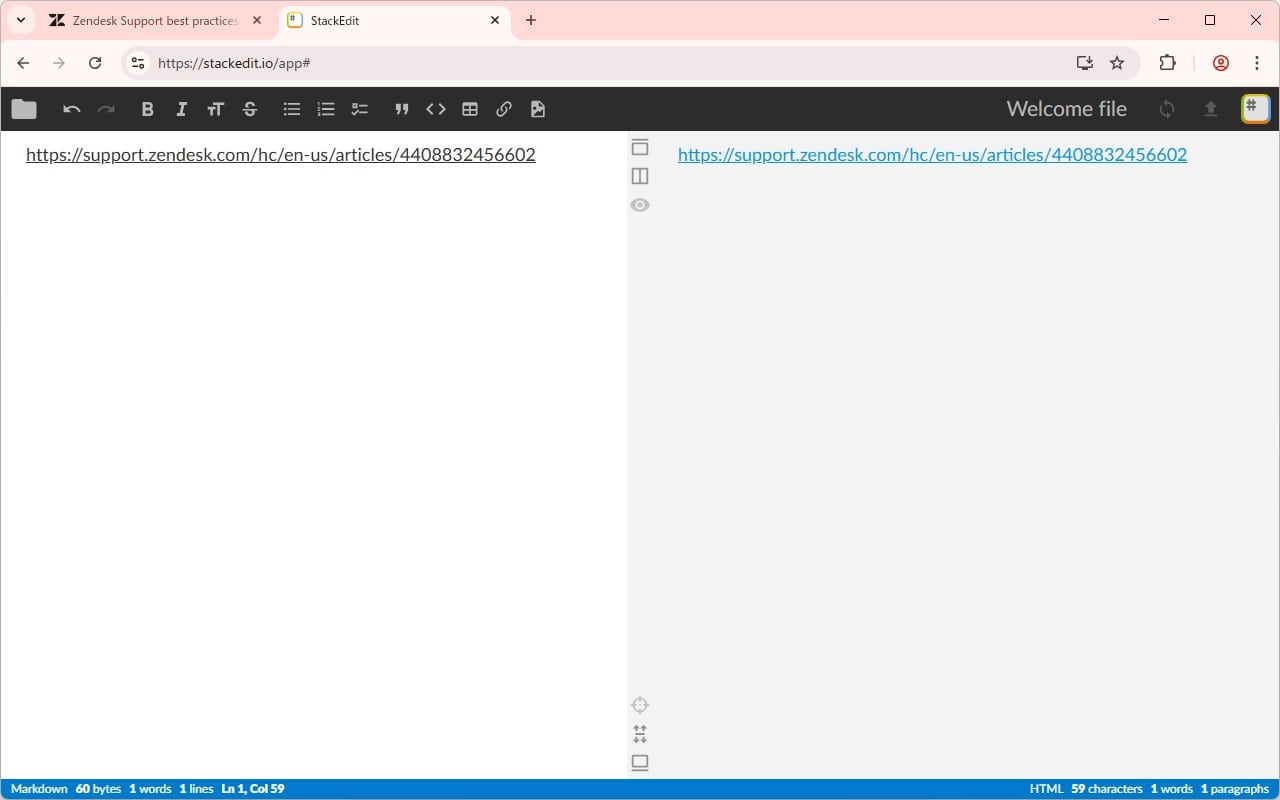 Zendesk Support best practices
StackEdit
https://stackedit.io/app#
Welcome file
https://support.zendesk.com/hc/en-us/articles/4408832456602
https://support.zendesk.com/hc/en-us/articles/4408832456602
Markdown 60 bytes 1 words 1 lines Ln 1, Col 59
HTML 59 characters 1 words 1 paragraphs